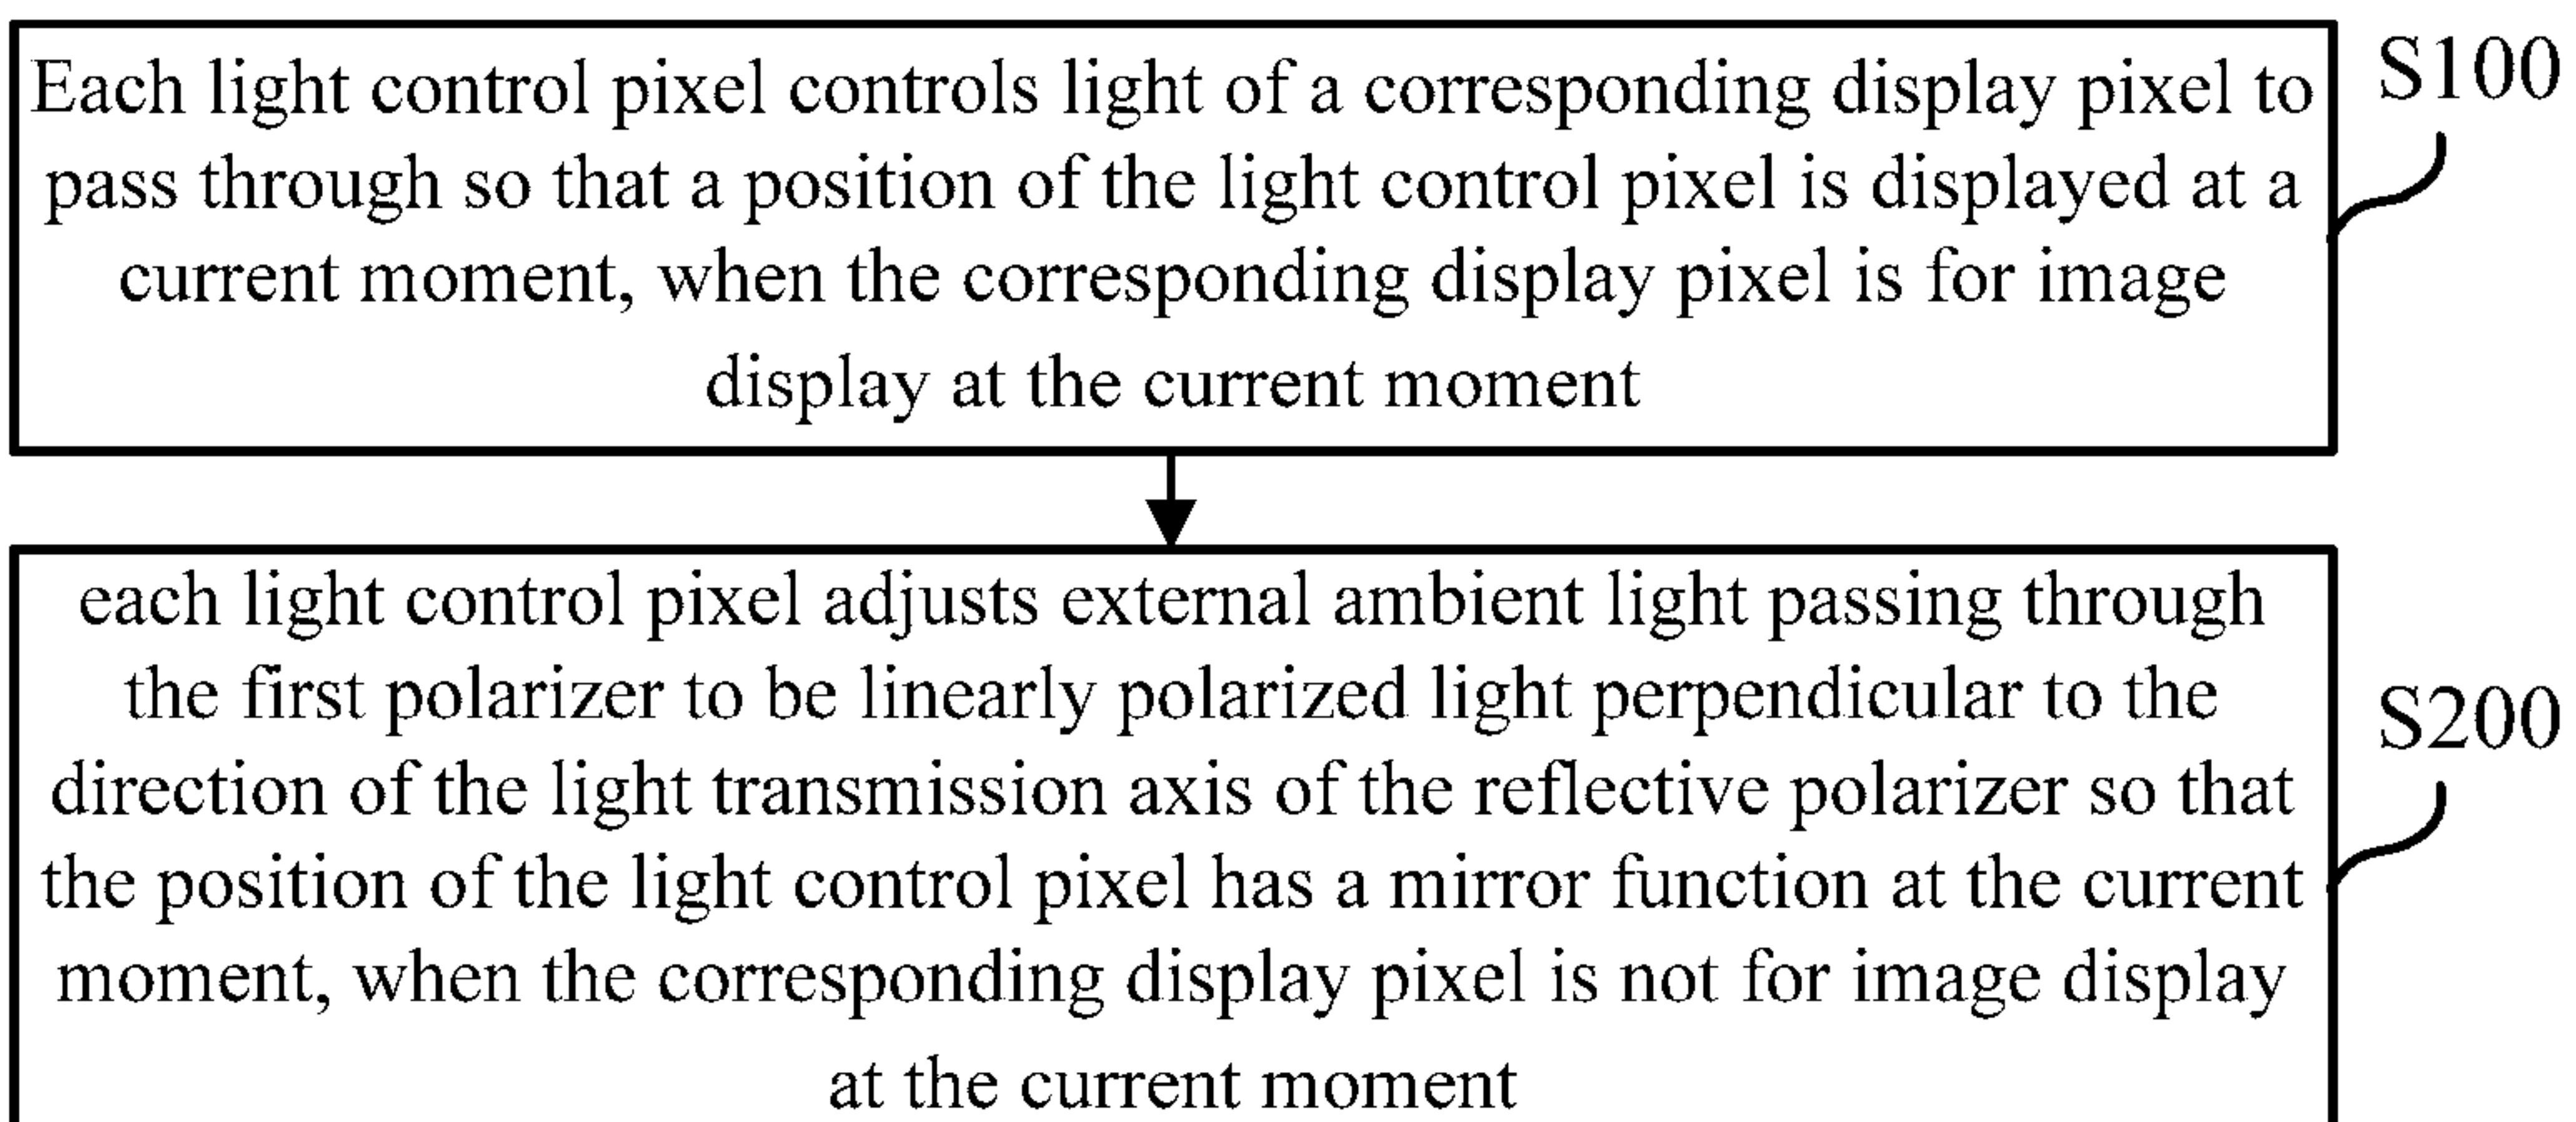 Each light control pixel controls light of a corresponding display pixel to
pass through so that a position of the light control pixel is displayed at a
current moment, when the corresponding display pixel is for image
display at the current moment
S100
each light control pixel adjusts external ambient light passing through
the first polarizer to be linearly polarized light perpendicular to the
direction of the light transmission axis of the reflective polarizer so that
the position of the light control pixel has a mirror function at the current
moment, when the corresponding display pixel is not for image display
at the current moment
S200